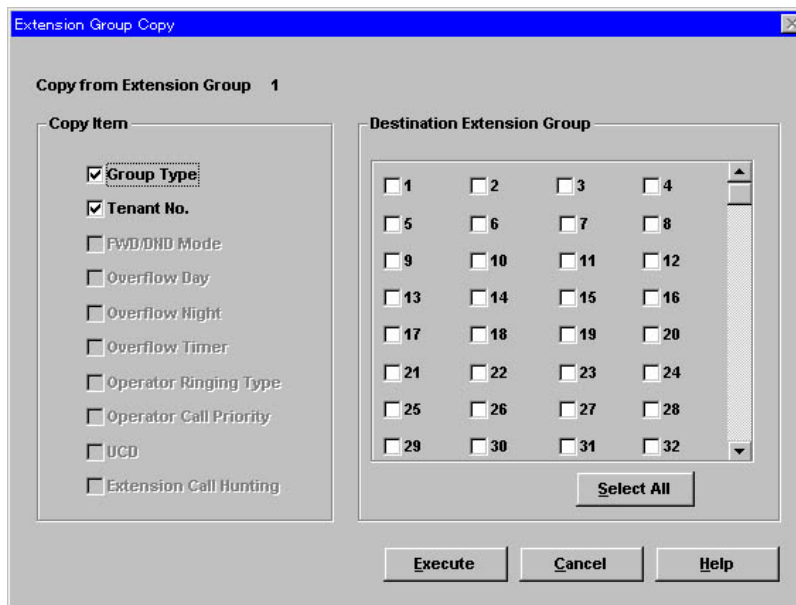 Extension Group Copy
Copy from Extension Group 1
Copy Item
Group Type
Tenant No.
FWD/DND Mode
Overflow Day
Overflow Night
Overflow Timer
Operator Ringing Type
Operator Call Priority
UCD
Extension Call Hunting
Destination Extension Group
1 2 3 4
5 6 7 8
9 10 11 12
13 14 15 16
17 18 19 20
21 22 23 24
25 26 27 28
29 30 31 32
Select All
Execute Cancel Help